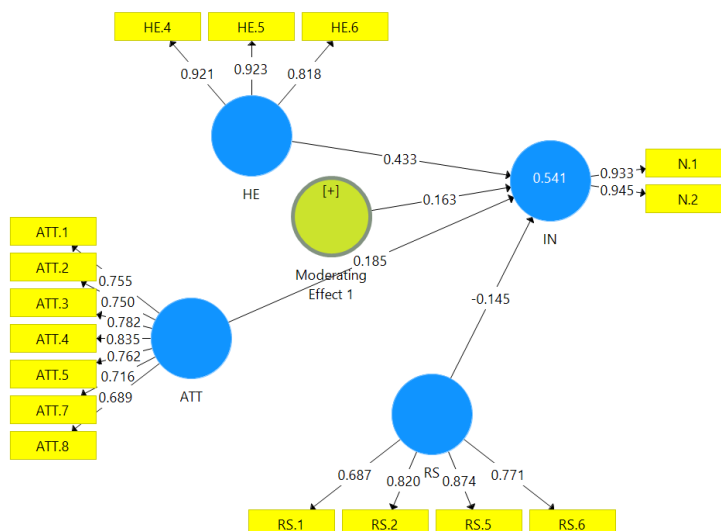 HE.4 HE.5 HE.6
0.921 0.923 0.818
HE
0.433
[+]
Moderating
Effect 1
0.163
0.541
IN
0.933 N.1
0.945 N.2
0.185
ATT.1
ATT.2
ATT.3
ATT.4
ATT.5
ATT.7
ATT.8
0.755
0.750
0.782
0.835
0.762
0.716
0.689
ATT
-0.145
RS
0.687 0.820 0.874 0.771
RS.1 RS.2 RS.5 RS.6